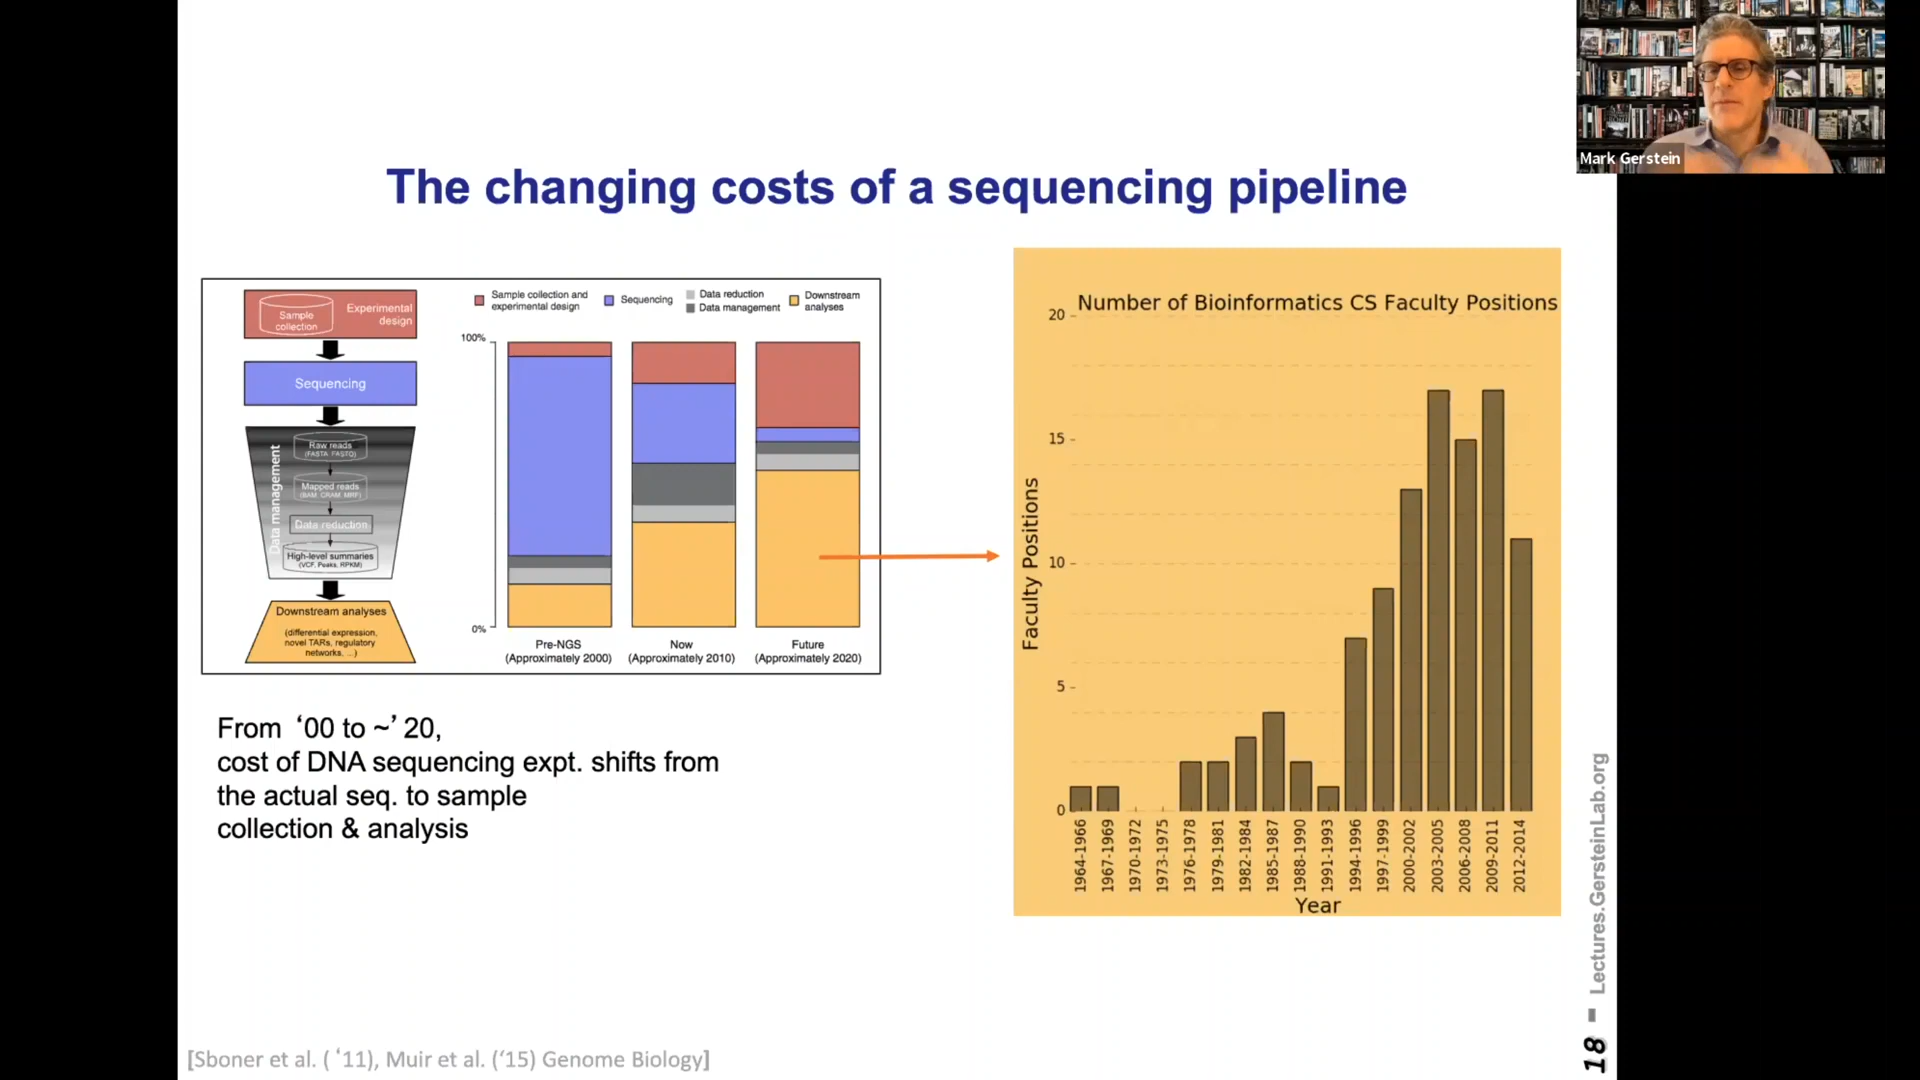 Mark Gerstein
The changing costs of a sequencing pipeline
Sample
collection
Experimental
design
Sequencing
Data management
Raw reads
(FASTA, FASTQ)
Mapped reads
(BAM, CRAM, MRF)
Data reduction
High-level summaries
(VCF, Peaks, RPKM)
Downstream analyses
(differential expression,
novel TARs, regulatory
networks, ...)
Sample collection and
experimental design
Sequencing
Data reduction
Data management
Downstream
analyses
100%
0%
Pre-NGS
(Approximately 2000)
Now
(Approximately 2010)
Future
(Approximately 2020)
From ‘00 to ~’ 20,
cost of DNA sequencing expt. shifts from
the actual seq. to sample
collection & analysis
Number of Bioinformatics CS Faculty Positions
Faculty Positions
20
15
10
5
0
1964-1966
1967-1969
1970-1972
1973-1975
1976-1978
1979-1981
1982-1984
1985-1987
1988-1990
1991-1993
1994-1996
1997-1999
2000-2002
2003-2005
2006-2008
2009-2011
2012-2014
Year
18 – Lectures.GersteinLab.org
[Sboner et al. ( ‘11), Muir et al. (‘15) Genome Biology]